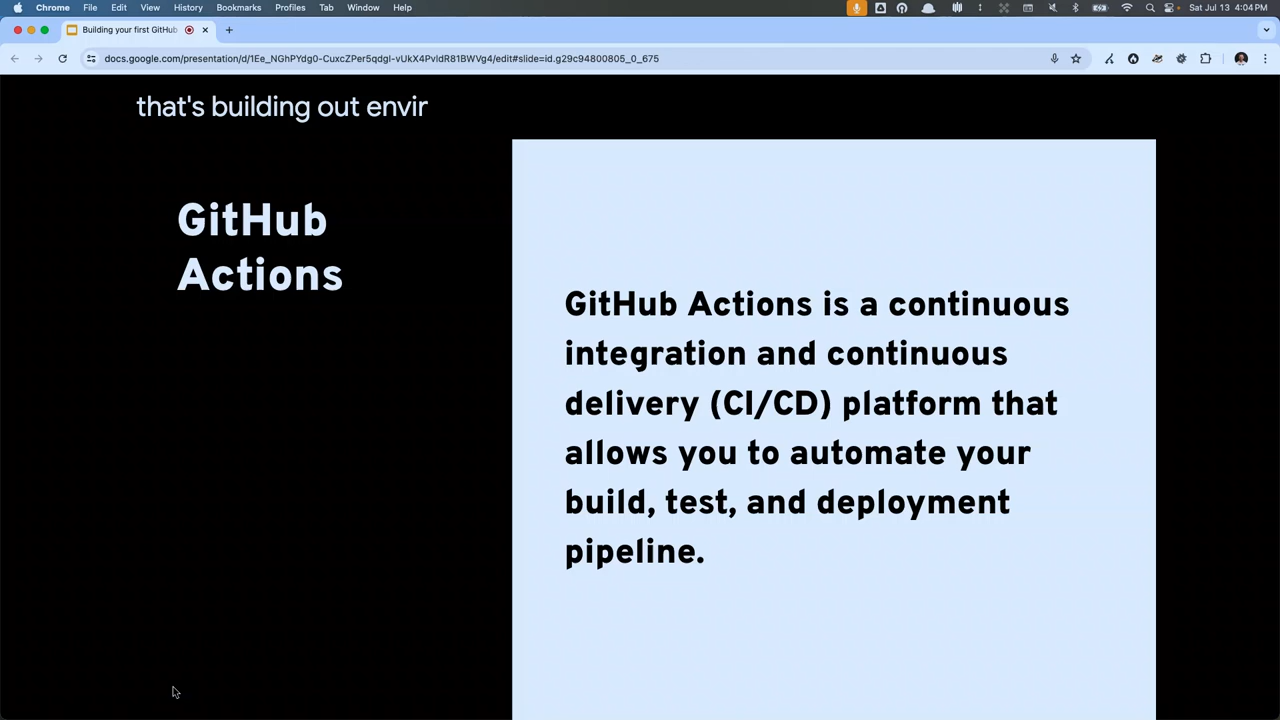 Chrome File Edit View History Bookmarks Profiles Tab Window Help Sat Jul 13 4:04 PM
Building your first GitHub
docs.google.com/presentation/d/1Ee_NGhPYdg0-CuxcZPer5qdgI-vUkX4PvldR81BWVg4/edit#slide=id.g29c94800805_0_675
that's building out envir
GitHub
Actions
GitHub Actions is a continuous
integration and continuous
delivery (CI/CD) platform that
allows you to automate your
build, test, and deployment
pipeline.